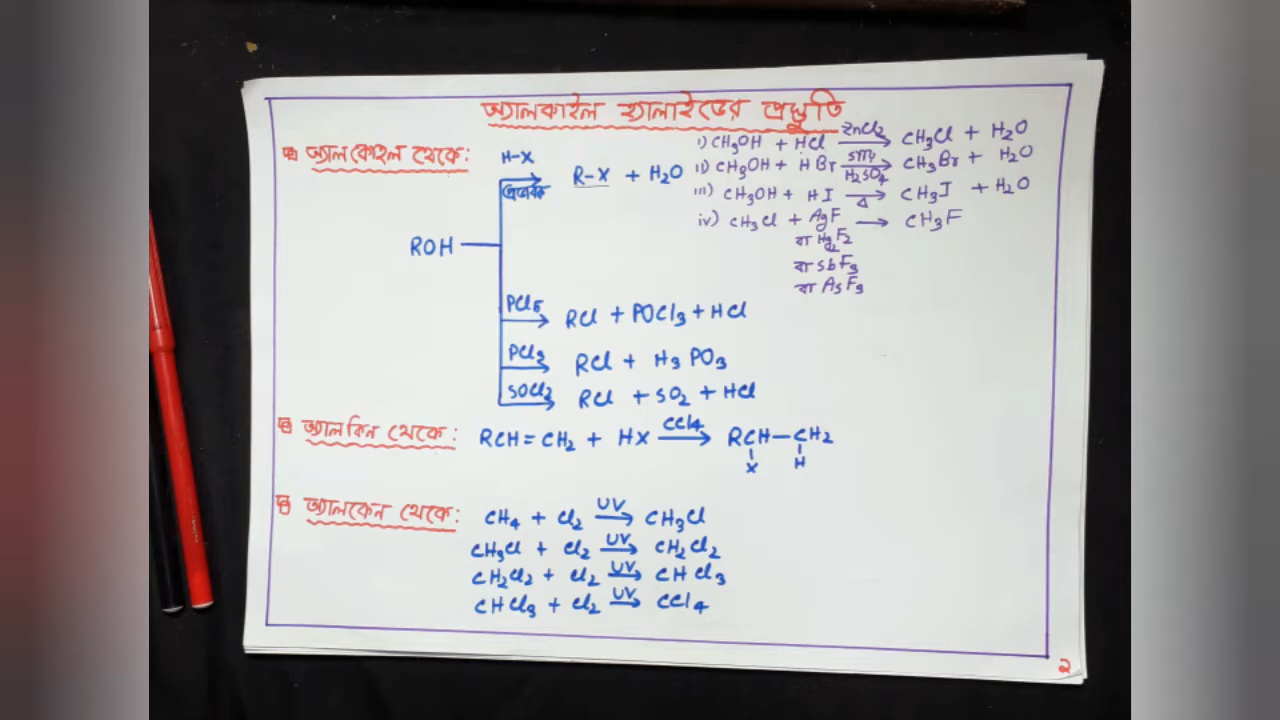 অ্যালকাইল হ্যালাইডের প্রস্তুতি
অ্যালকোহল থেকে:
H-X
প্রভাবক
R-X + H₂O
ROH
i) CH₃OH + HCl ZnCl₂ → CH₃Cl + H₂O
ii) CH₃OH + HBr H₂SO₄ → CH₃Br + H₂O
iii) CH₃OH + HI Δ → CH₃I + H₂O
iv) CH₃Cl + AgF → CH₃F
বা Hg₂F₂
বা SbF₃
বা AsF₃
PCl₅ → RCl + POCl₃ + HCl
PCl₃ → RCl + H₃PO₃
SOCl₂ → RCl + SO₂ + HCl
অ্যালকিন থেকে: RCH = CH₂ + HX CCl₄ → RCH-CH₂
X H
অ্যালকেন থেকে: CH₄ + Cl₂ UV → CH₃Cl
CH₃Cl + Cl₂ UV → CH₂Cl₂
CH₂Cl₂ + Cl₂ UV → CHCl₃
CHCl₃ + Cl₂ UV → CCl₄
২